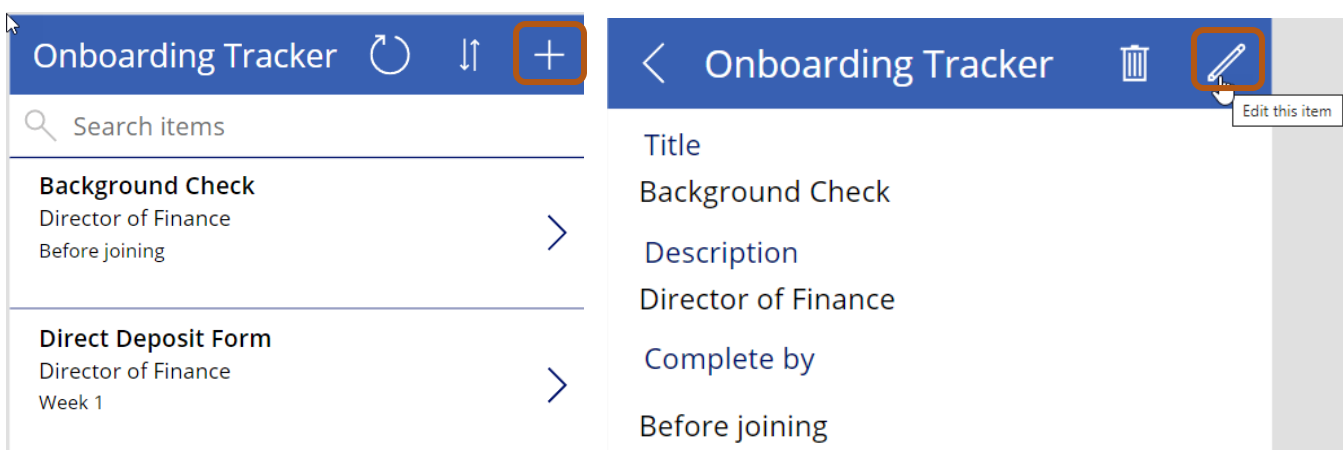 Onboarding Tracker
Search items
Background Check
Director of Finance
Before joining
Direct Deposit Form
Director of Finance
Week 1
Onboarding Tracker
Edit this item
Title
Background Check
Description
Director of Finance
Complete by
Before joining